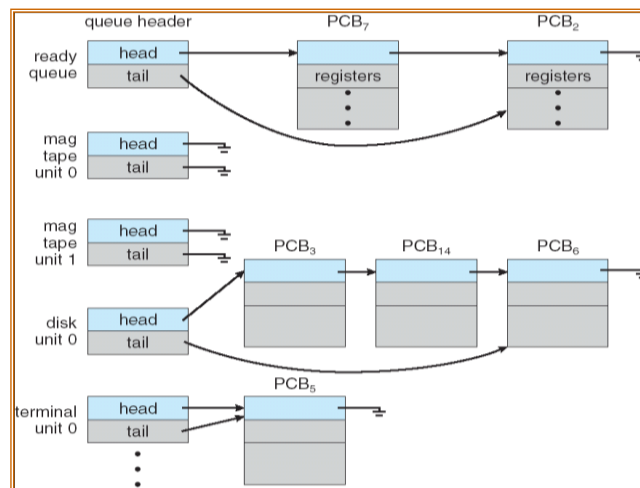 queue header PCB₇ PCB₂
ready
queue
head
tail
registers
registers
mag
tape
unit 0
head
tail
mag
tape
unit 1
head
tail
PCB₃ PCB₁₄ PCB₆
disk
unit 0
head
tail
PCB₅
terminal
unit 0
head
tail